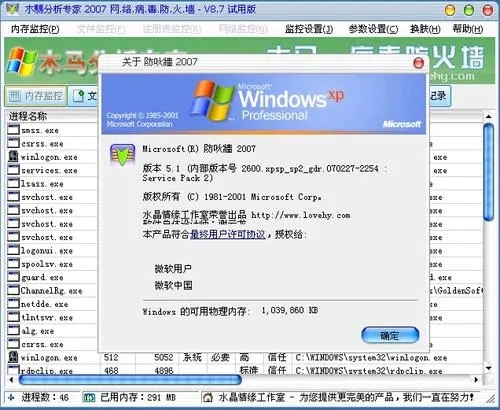 木馬分析专家 2007 网.络.病.毒.防.火.墙 - V8.7 试用版
内存监控(P) 文件监控(F) 注册表监控(R) 网络监控(N) 监控设置(J) 参数设置(C) 换肤(H) 帮助(H)
木马分析专家 病毒防火墙
hy.com
内存监控 文 记录
关于 防吙墙 2007
Microsoft
Windows xp
Professional
Copyright © 1985-2001
Microsoft Corporation
Microsoft
Microsoft(R) 防吙墙 2007
版本 5.1 (内部版本号 2600.xpsp_sp2_gdr.070227-2254 :
Service Pack 2)
版权所有 (C) 1981-2001 Microsoft Corp。
水晶情缘工作室荣誉出品 http://www.lovehy.com
本产品符合最终用户许可协议,授权给:
微软用户
微软中国
Windows 的可用物理内存: 1,039,860 KB
确定
进程名称
smss.exe
csrss.exe
winlogon.exe
services.exe
lsass.exe
svchost.exe
svchost.exe
svchost.exe
svchost.exe
logonui.exe
spoolsv.exe
guard.exe
ChannelRg. \GoldenSof
netdde.exe
tlntsvr.exe
alg.exe
csrss.exe
winlogon.exe 512 5052 系统 必要 高 信任 C:\WINDOWS\system32\winlogon.exe
rdpclip.exe 468 4896 标准 信任 C:\WINDOWS\system32\rdpclip.exe
进程数: 46 已用内存: 291 MB 水晶情缘工作室 - 为您提供更完美的产品,我们一直在努力!